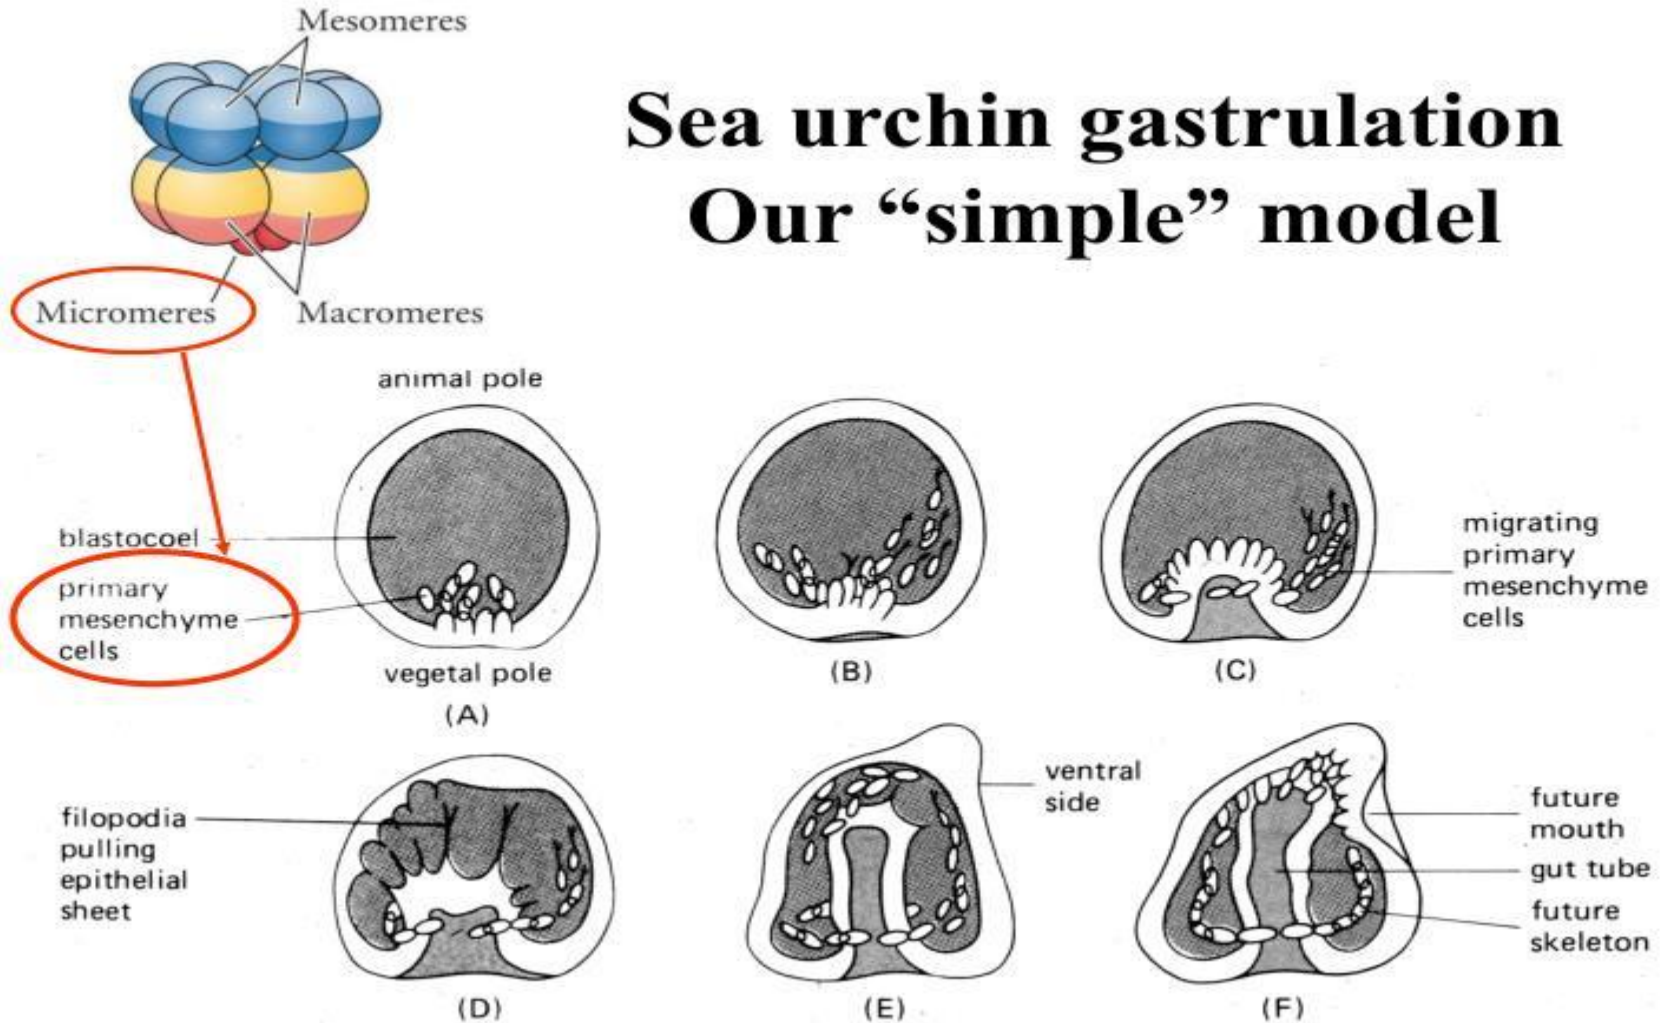 Mesomeres
Sea urchin gastrulation
Our “simple” model
Micromeres
Macromeres
animal pole
blastocoel
primary
mesenchyme
cells
vegetal pole
(A)
(B)
(C)
migrating
primary
mesenchyme
cells
filopodia
pulling
epithelial
sheet
(D)
ventral
side
(E)
future
mouth
gut tube
future
skeleton
(F)